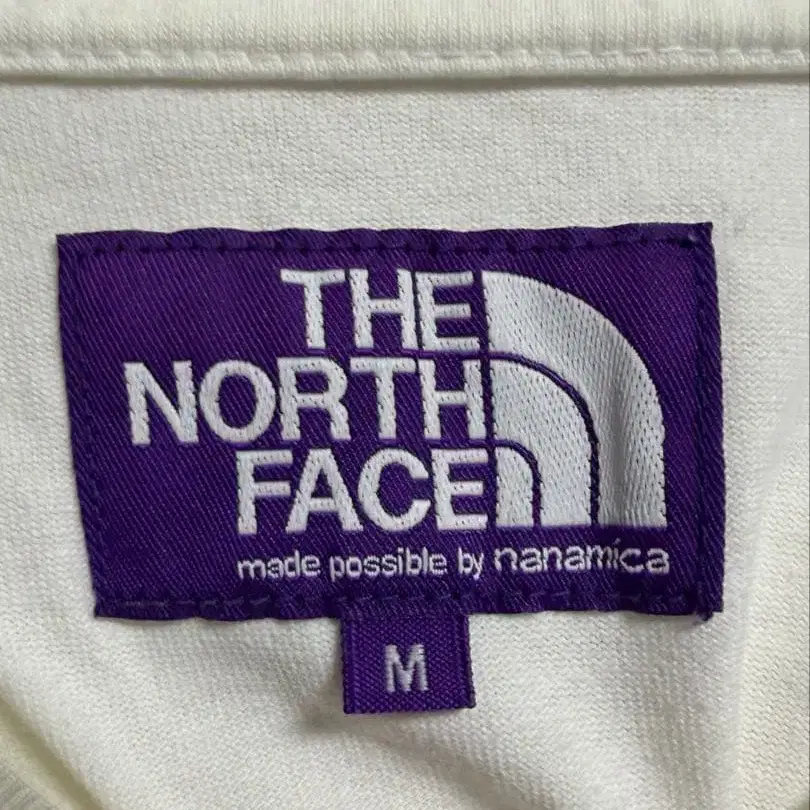 THE
NORTH
FACE
made possible by nanamica
M